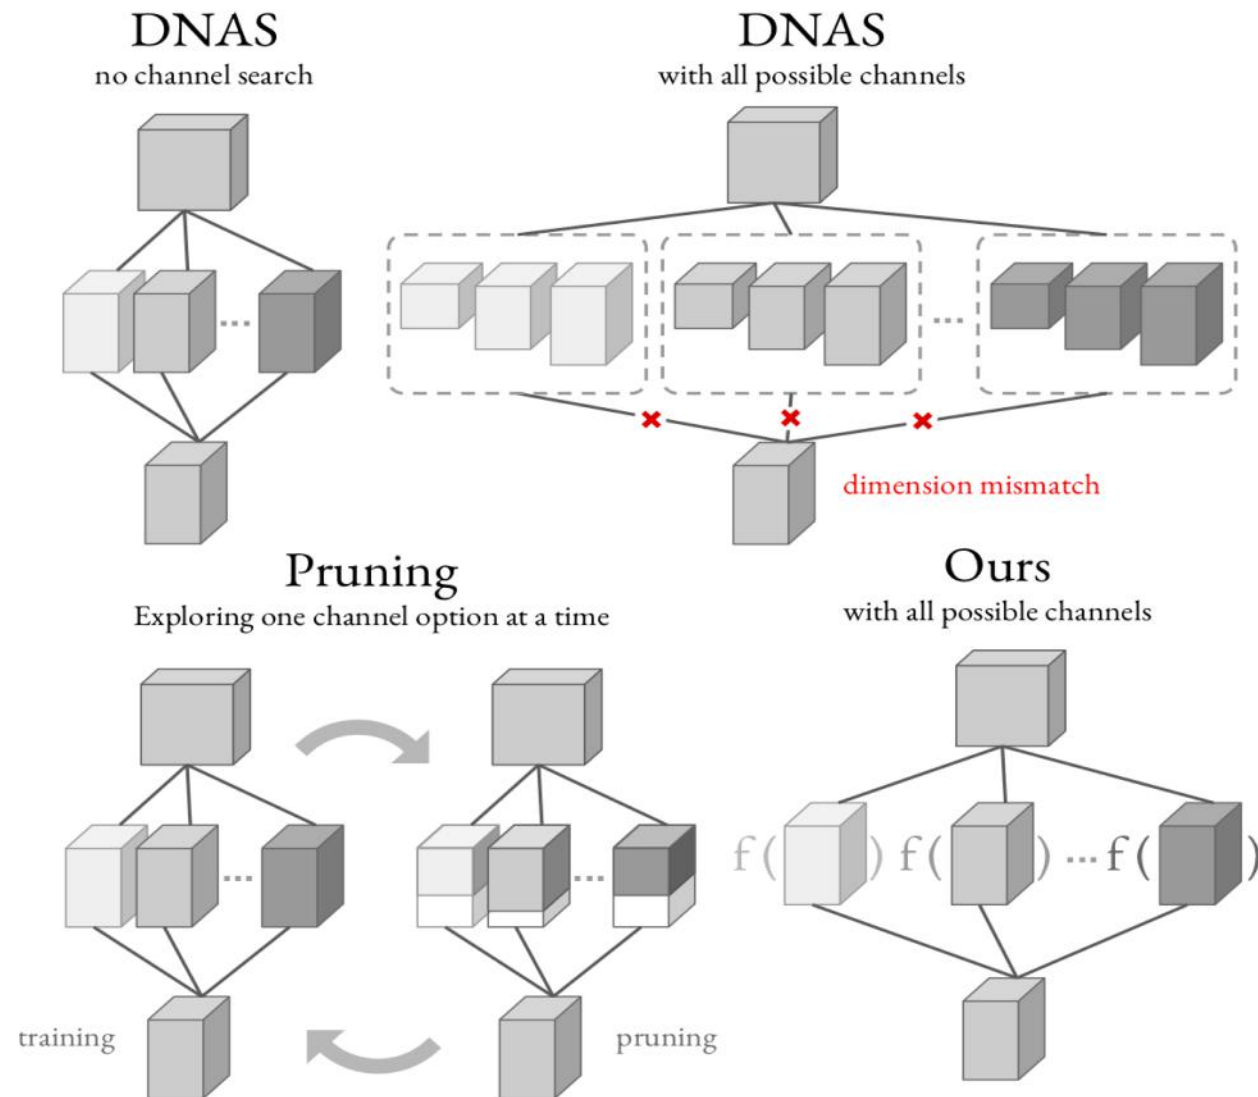 DNAS
no channel search
DNAS
with all possible channels
...
...
dimension mismatch
Pruning
Exploring one channel option at a time
Ours
with all possible channels
...
...
f( ) f( ) ... f( )
training
pruning